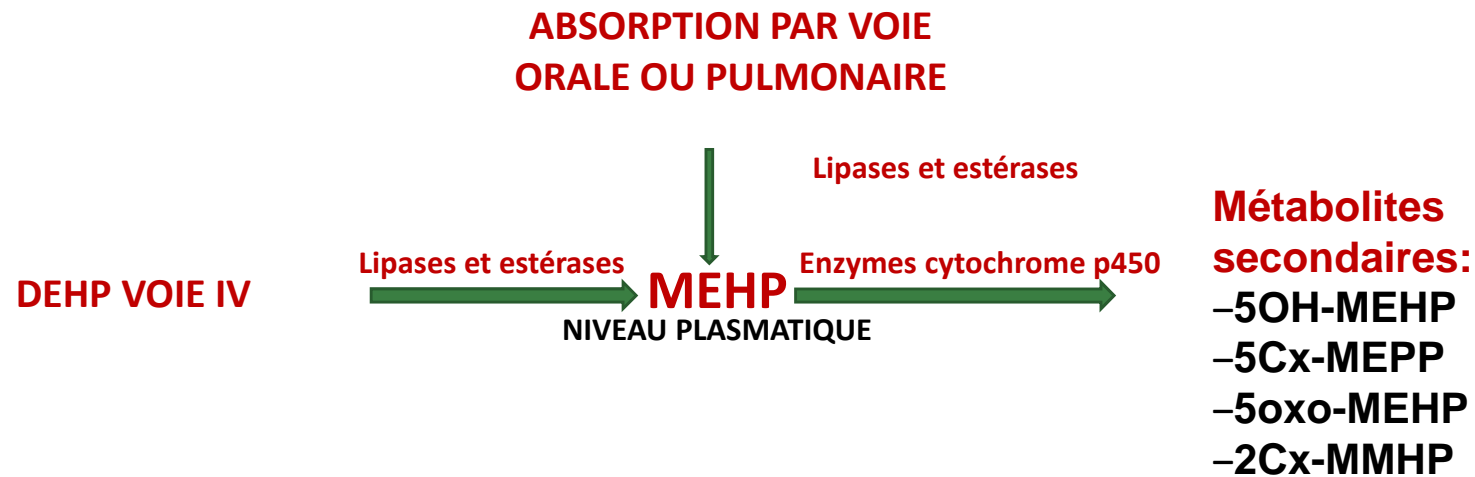 ABSORPTION PAR VOIE
ORALE OU PULMONAIRE
Lipases et estérases
DEHP VOIE IV
Lipases et estérases
MEHP
NIVEAU PLASMATIQUE
Enzymes cytochrome p450
Métabolites
secondaires:
–5OH-MEHP
–5Cx-MEPP
–5oxo-MEHP
–2Cx-MMHP